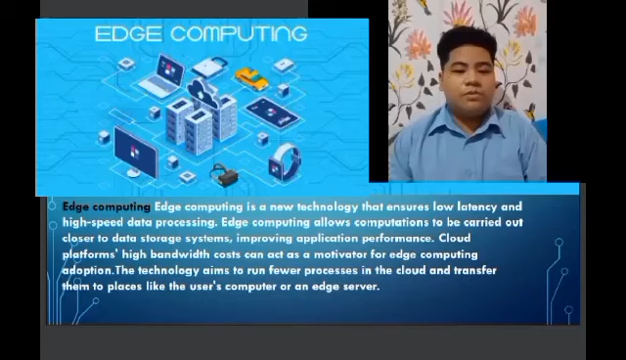 EDGE COMPUTING
Edge computing Edge computing is a new technology that ensures low latency and
high-speed data processing. Edge computing allows computations to be carried out
closer to data storage systems, improving application performance. Cloud
platforms' high bandwidth costs can act as a motivator for edge computing
adoption.The technology aims to run fewer processes in the cloud and transfer
them to places like the user's computer or an edge server.